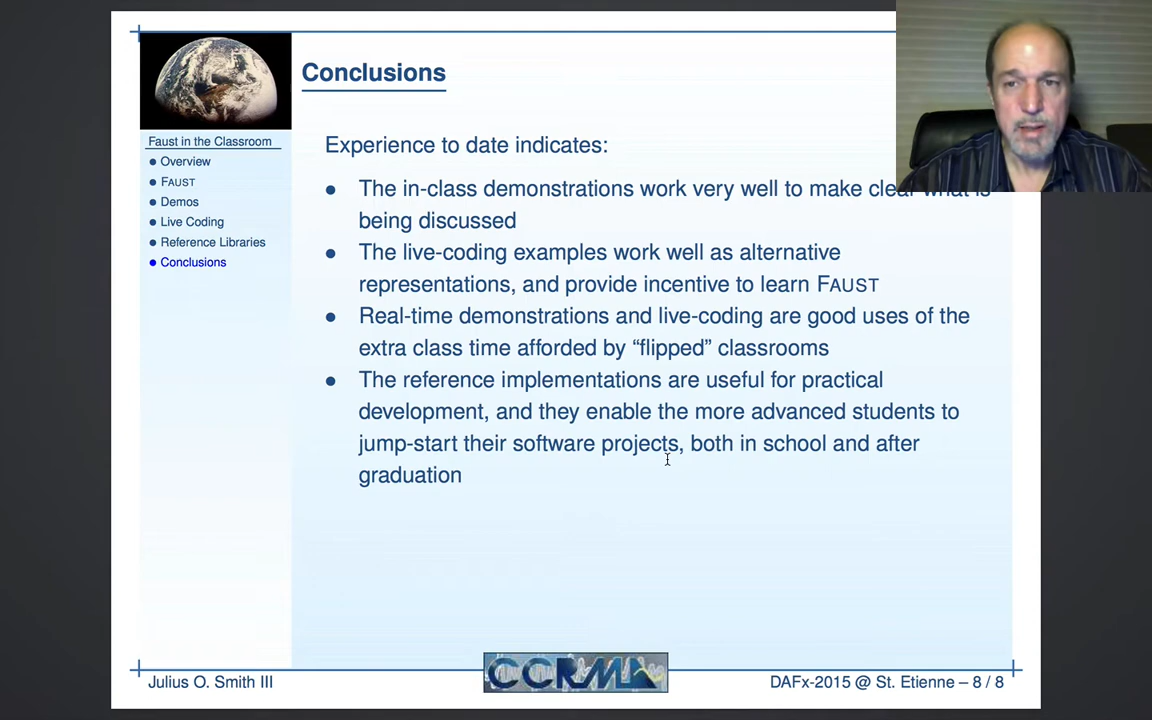 Conclusions
Faust in the Classroom
● Overview
● FAUST
● Demos
● Live Coding
● Reference Libraries
● Conclusions
Experience to date indicates:
● The in-class demonstrations work very well to make clear what is
being discussed
● The live-coding examples work well as alternative
representations, and provide incentive to learn FAUST
● Real-time demonstrations and live-coding are good uses of the
extra class time afforded by “flipped” classrooms
● The reference implementations are useful for practical
development, and they enable the more advanced students to
jump-start their software projects, both in school and after
graduation
Julius O. Smith III
CCRMA
DAFx-2015 @ St. Etienne – 8 / 8